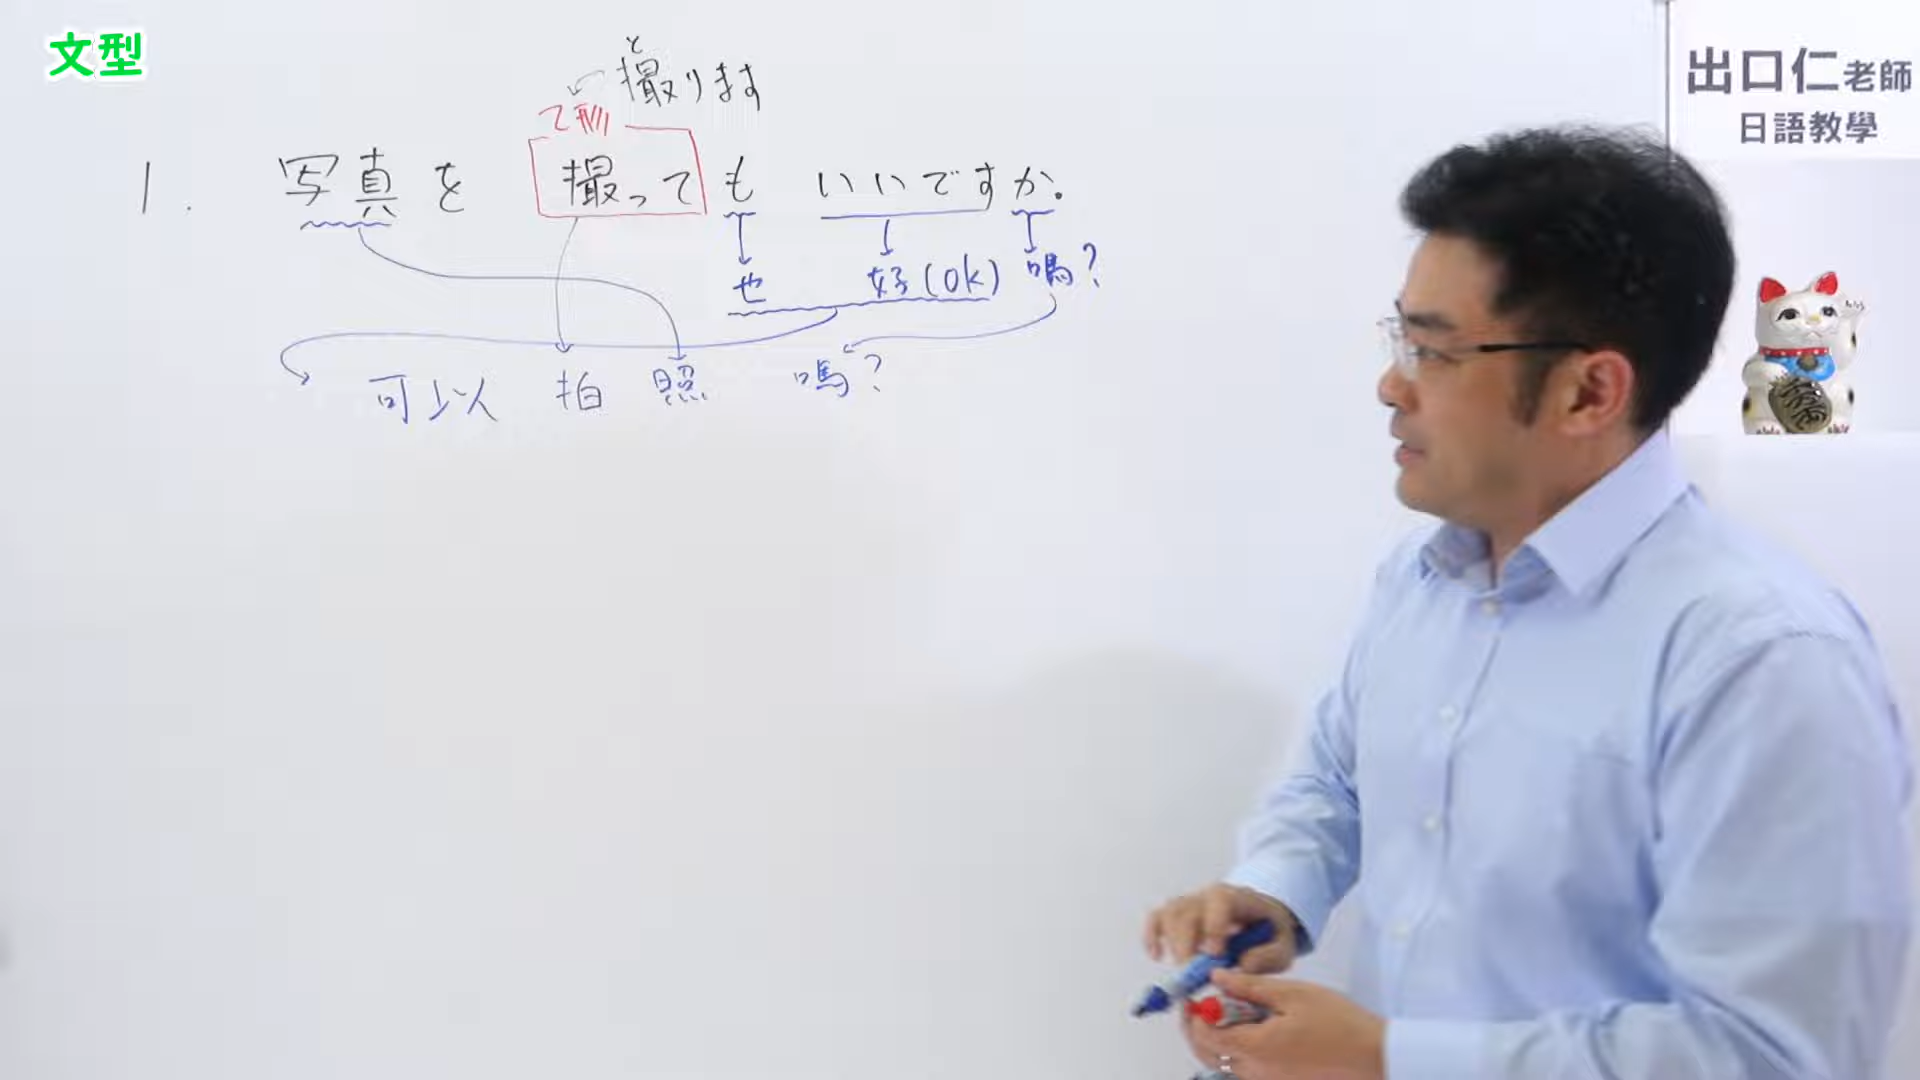 文型
出口仁老師
日語教學
と
撮ります
て形
1. 写真を 撮っても いいですか.
也 好(ok) 嗎?
可以 拍 照 嗎?